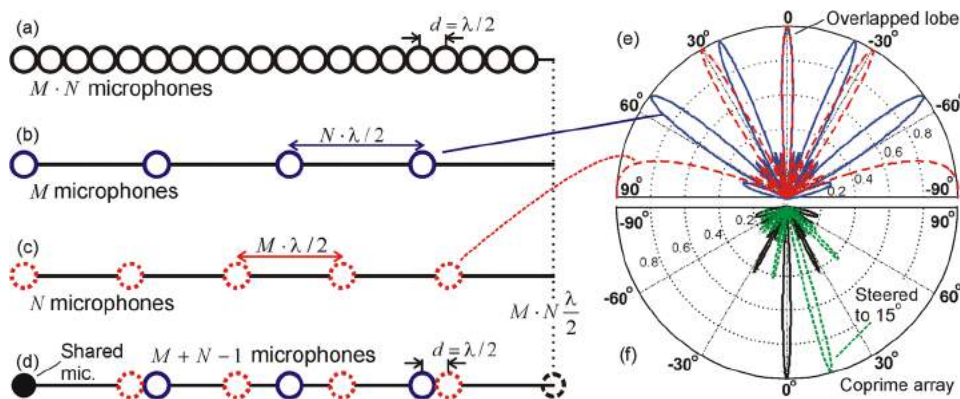 (a)
d = λ/2
M · N microphones
(b)
N · λ/2
M microphones
(c)
M · λ/2
N microphones
M · N λ/2
(d)
Shared mic.
M + N − 1 microphones
d = λ/2
(e)
0
Overlapped lobe
30°
-30°
60°
-60°
0.8
0.6
0.4
0.2
90°
-90°
90°
-90°
0.2
0.4
0.6
0.8
-60°
60°
Steered to 15°
-30°
30°
(f)
0°
Coprime array